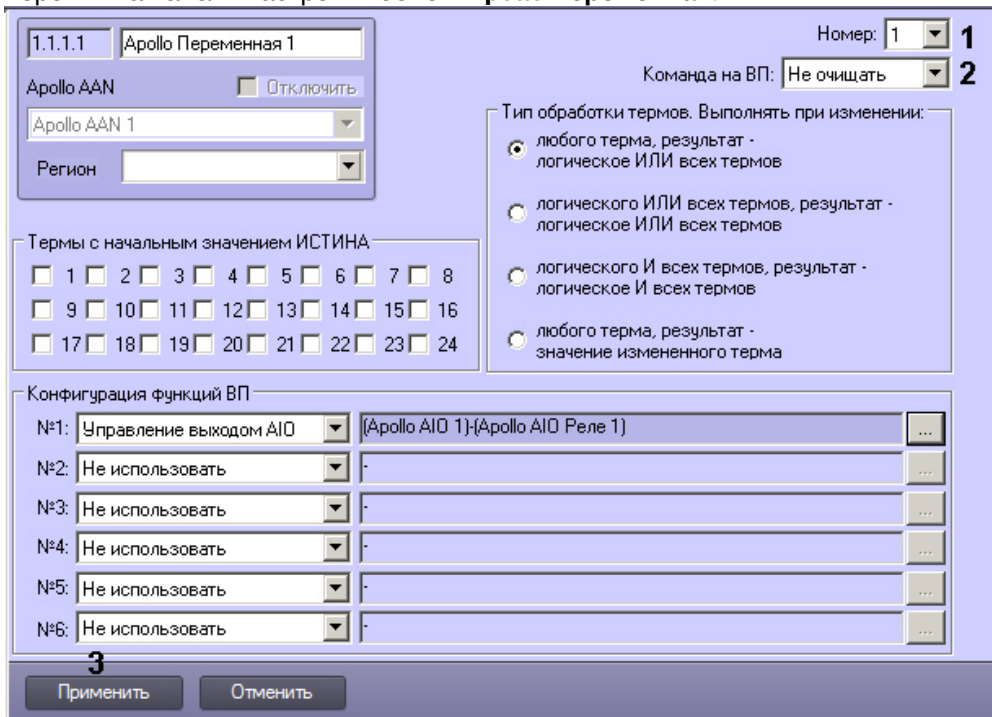 1.1.1.1 Apollo Переменная 1
Номер: 1 1
Apollo AAN Отключить
Команда на ВП: Не очищать 2
Apollo AAN 1
Регион
Тип обработки термов. Выполнять при изменении:
любого терма, результат -
логическое ИЛИ всех термов
логического ИЛИ всех термов, результат -
логическое ИЛИ всех термов
логического И всех термов, результат -
логическое И всех термов
любого терма, результат -
значение измененного терма
Термы с начальным значением ИСТИНА
1 2 3 4 5 6 7 8
9 10 11 12 13 14 15 16
17 18 19 20 21 22 23 24
Конфигурация функций ВП
№1: Управление выходом AIO (Apollo AIO 1)-(Apollo AIO Реле 1) ...
№2: Не использовать - ...
№3: Не использовать - ...
№4: Не использовать - ...
№5: Не использовать - ...
№6: Не использовать - ...
3
Применить Отменить